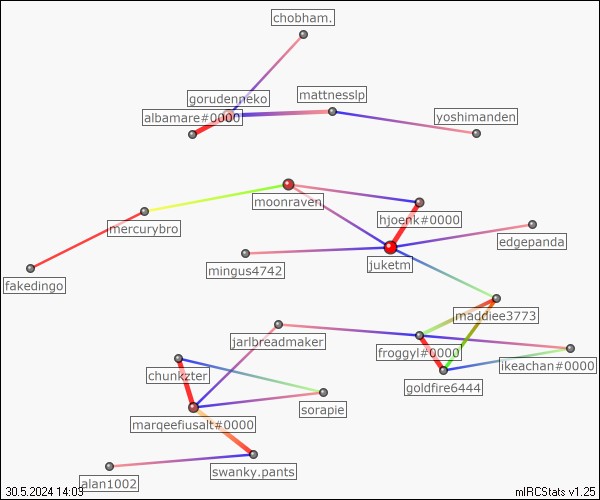 chobham.
gorudenneko
mattnesslp
albamare#0000
yoshimanden
moonraven
hjoenk#0000
mercurybro
edgepanda
juketm
mingus4742
fakedingo
maddiee3773
jarlbreadmaker
froggyl#0000
ikeachan#0000
chunkzter
goldfire6444
sorapie
marqeefiusalt#0000
swanky.pants
alan1002
30.5.2024 14:03
mIRCStats v1.25